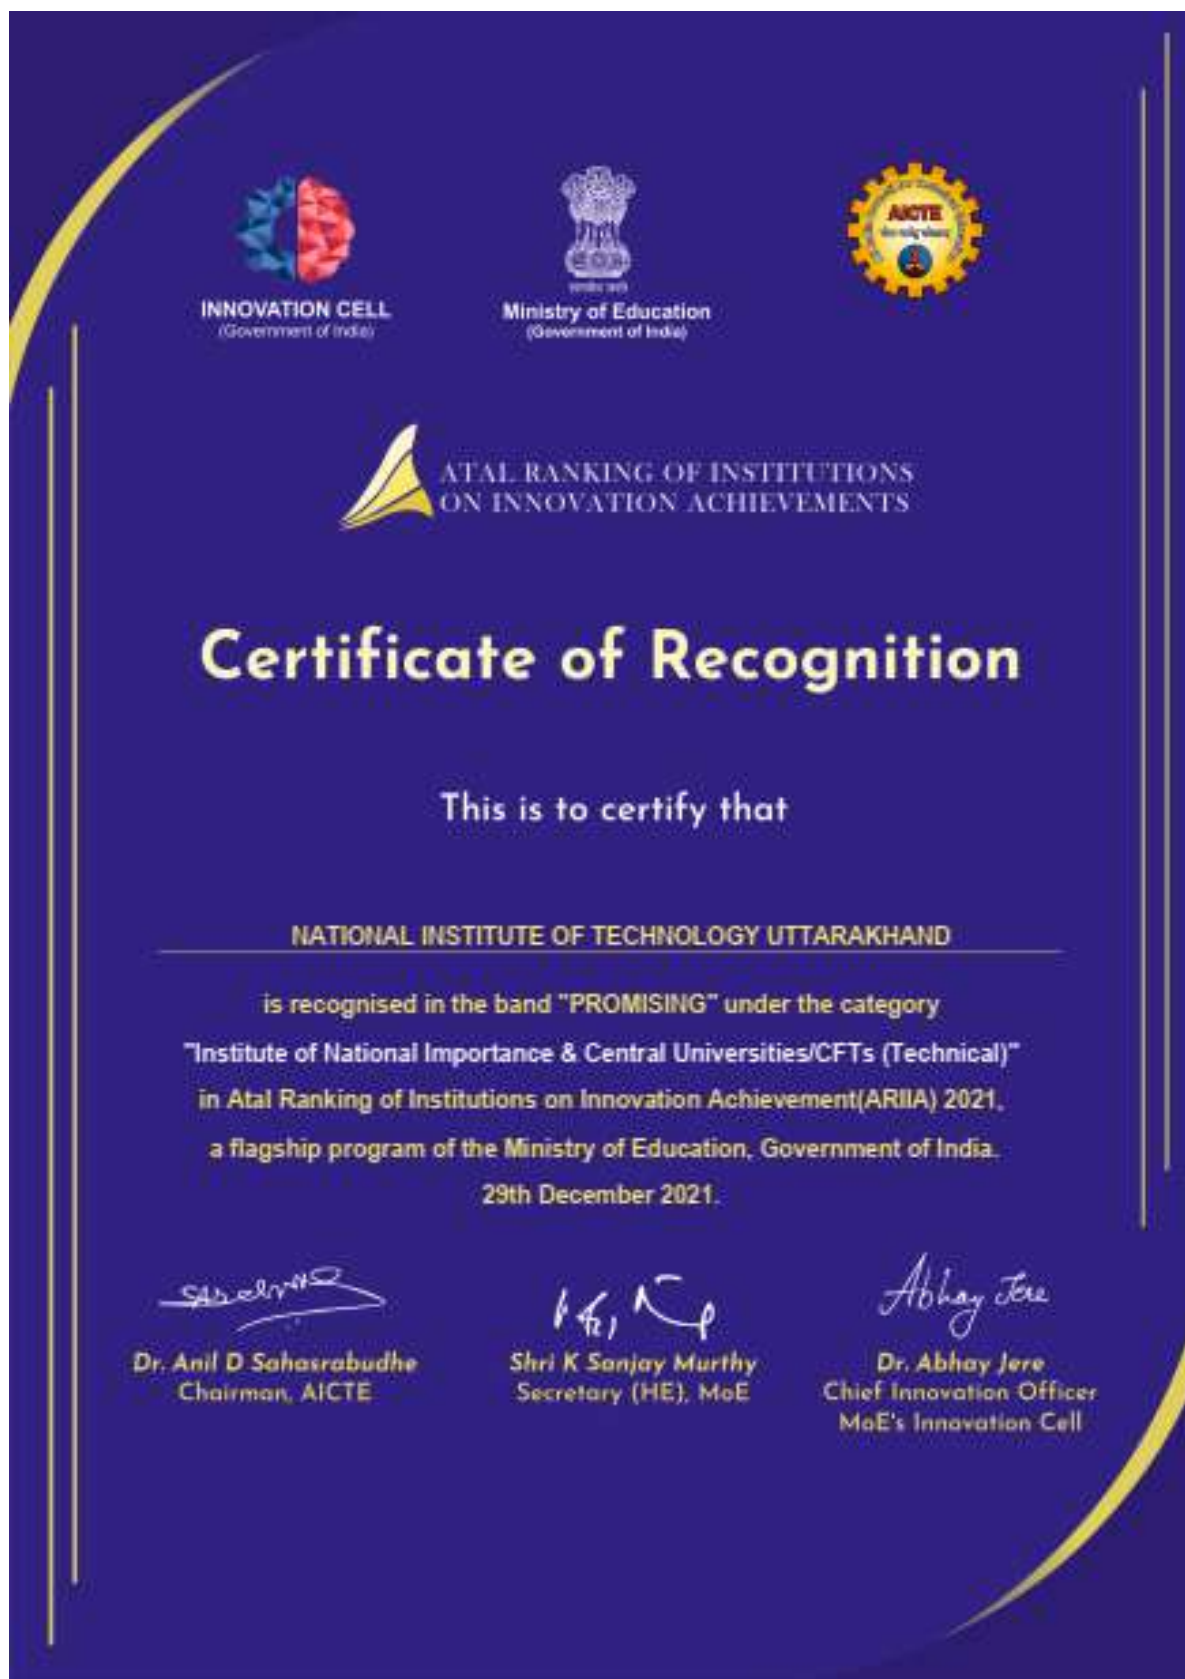 INNOVATION CELL
(Government of India)
सत्यमेव जयते
Ministry of Education
(Government of India)
AICTE
ATAL RANKING OF INSTITUTIONS
ON INNOVATION ACHIEVEMENTS
Certificate of Recognition
This is to certify that
NATIONAL INSTITUTE OF TECHNOLOGY UTTARAKHAND
is recognised in the band "PROMISING" under the category
"Institute of National Importance & Central Universities/CFTs (Technical)"
in Atal Ranking of Institutions on Innovation Achievement(ARIIA) 2021,
a flagship program of the Ministry of Education, Government of India.
29th December 2021.
Abhay Jere
Dr. Anil D Sahasrabudhe
Chairman, AICTE
Shri K Sanjay Murthy
Secretary (HE), MoE
Dr. Abhay Jere
Chief Innovation Officer
MoE's Innovation Cell